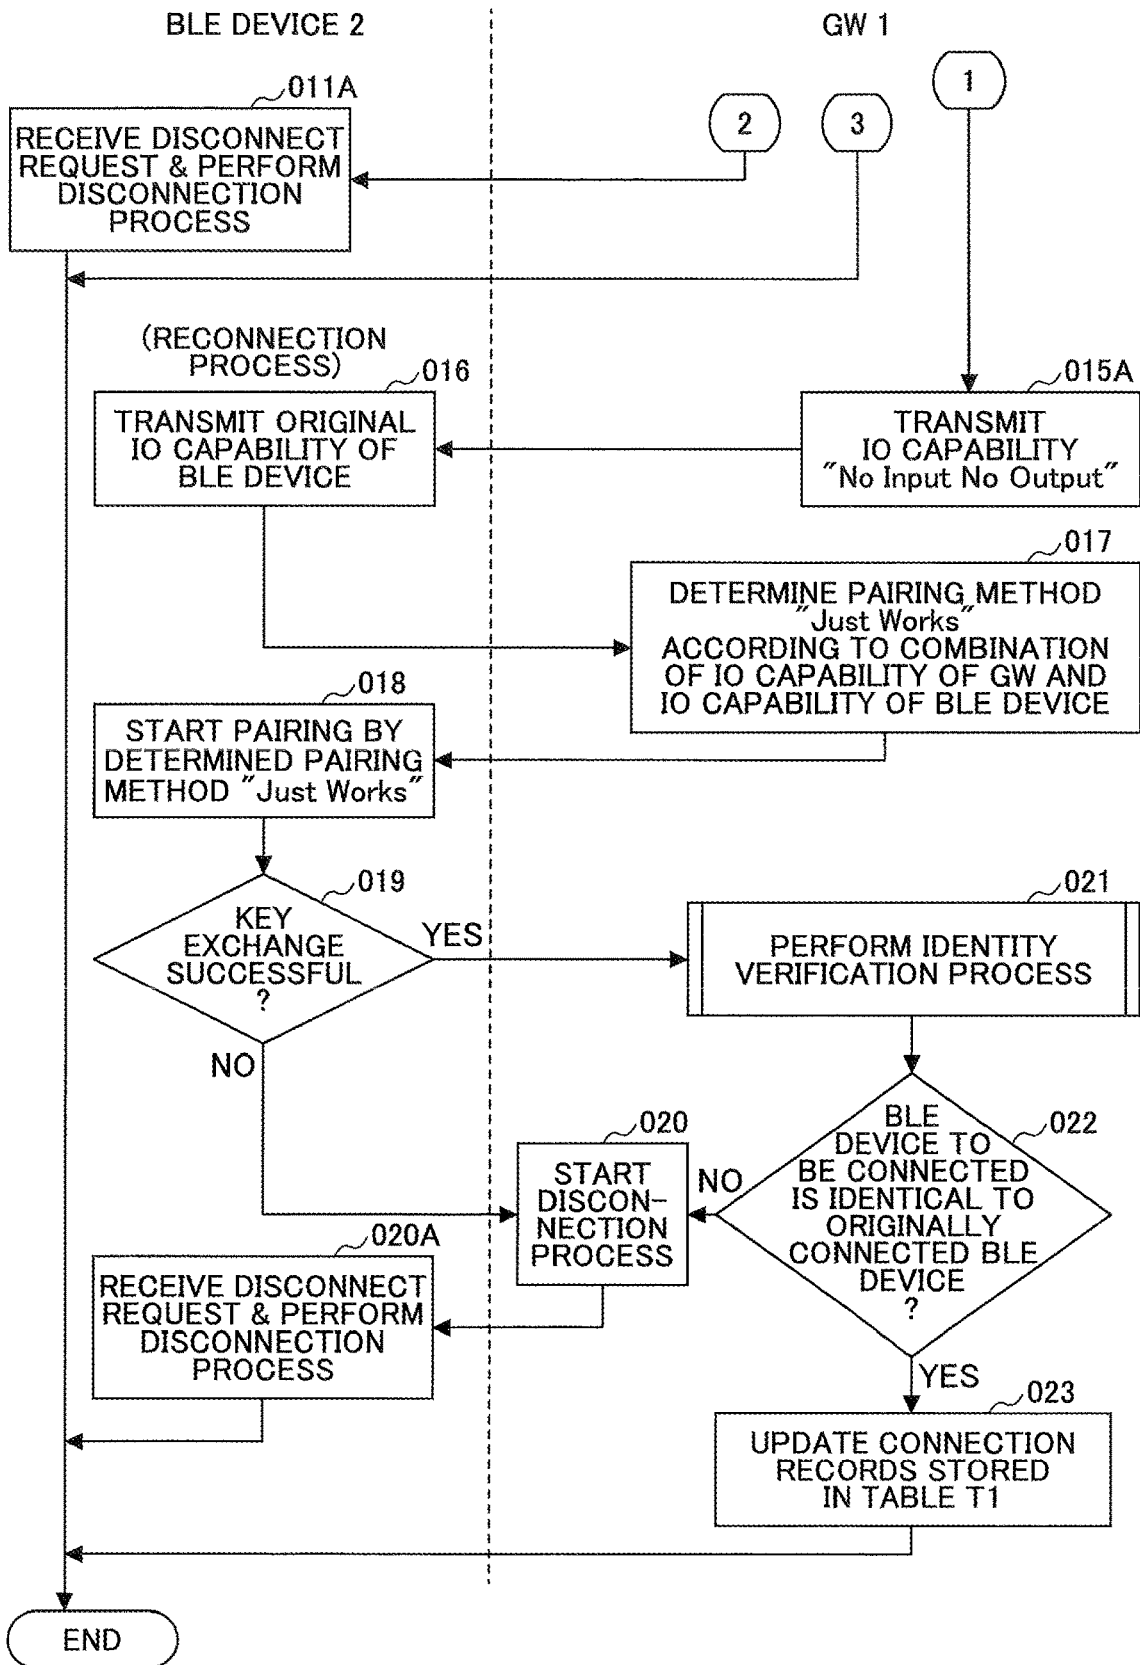 BLE DEVICE 2
GW 1
1
011A
2
3
RECEIVE DISCONNECT
REQUEST & PERFORM
DISCONNECTION
PROCESS
(RECONNECTION
PROCESS)
016
015A
TRANSMIT ORIGINAL
IO CAPABILITY OF
BLE DEVICE
TRANSMIT
IO CAPABILITY
"No Input No Output"
017
DETERMINE PAIRING METHOD
"Just Works"
ACCORDING TO COMBINATION
OF IO CAPABILITY OF GW AND
IO CAPABILITY OF BLE DEVICE
018
START PAIRING BY
DETERMINED PAIRING
METHOD "Just Works"
019
KEY
EXCHANGE
SUCCESSFUL
?
YES
NO
021
PERFORM IDENTITY
VERIFICATION PROCESS
022
BLE
DEVICE TO
BE CONNECTED
IS IDENTICAL TO
ORIGINALLY
CONNECTED BLE
DEVICE
?
NO
YES
020
START
DISCON-
NECTION
PROCESS
020A
RECEIVE DISCONNECT
REQUEST & PERFORM
DISCONNECTION
PROCESS
023
UPDATE CONNECTION
RECORDS STORED
IN TABLE T1
END